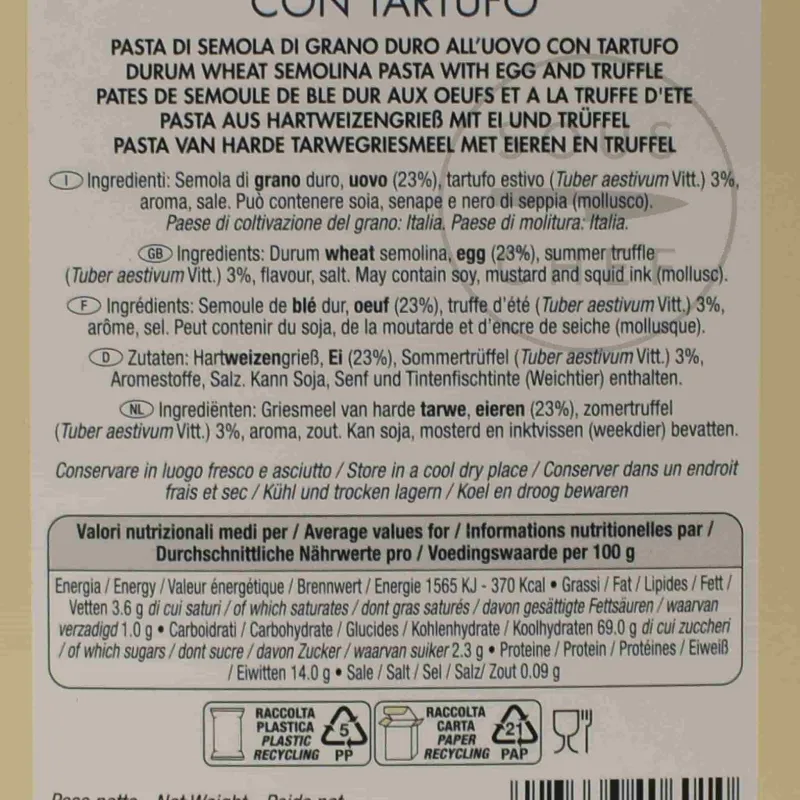 CON TARTUFO
PASTA DI SEMOLA DI GRANO DURO ALL'UOVO CON TARTUFO
DURUM WHEAT SEMOLINA PASTA WITH EGG AND TRUFFLE
PATES DE SEMOULE DE BLE DUR AUX OEUFS ET A LA TRUFFE D'ETE
PASTA AUS HARTWEIZENGRIEß MIT EI UND TRÜFFEL
PASTA VAN HARDE TARWEGRIESMEEL MET EIEREN EN TRUFFEL
SOUS
CHEF
I Ingredienti: Semola di grano duro, uovo (23%), tartufo estivo (Tuber aestivum Vitt.) 3%,
aroma, sale. Può contenere soia, senape e nero di seppia (mollusco).
Paese di coltivazione del grano: Italia. Paese di molitura: Italia.
GB Ingredients: Durum wheat semolina, egg (23%), summer truffle
(Tuber aestivum Vitt.) 3%, flavour, salt. May contain soy, mustard and squid ink (mollusc).
F Ingrédients: Semoule de blé dur, oeuf (23%), truffe d'été (Tuber aestivum Vitt.) 3%,
arôme, sel. Peut contenir du soja, de la moutarde et d'encre de seiche (mollusque).
D Zutaten: Hartweizengrieß, Ei (23%), Sommertrüffel (Tuber aestivum Vitt.) 3%,
Aromestoffe, Salz. Kann Soja, Senf und Tintenfischtinte (Weichtier) enthalten.
NL Ingrediënten: Griesmeel van harde tarwe, eieren (23%), zomertruffel
(Tuber aestivum Vitt.) 3%, aroma, zout. Kan soja, mosterd en inktvissen (weekdier) bevatten.
Conservare in luogo fresco e asciutto / Store in a cool dry place / Conserver dans un endroit
frais et sec / Kühl und trocken lagern / Koel en droog bewaren
Valori nutrizionali medi per / Average values for / Informations nutritionelles par /
Durchschnittliche Nährwerte pro / Voedingswaarde per 100 g
Energia / Energy / Valeur énergétique / Brennwert / Energie 1565 KJ - 370 Kcal • Grassi / Fat / Lipides / Fett /
Vetten 3.6 g di cui saturi / of which saturates / dont gras saturés / davon gesättigte Fettsäuren / waarvan
verzadigd 1.0 g • Carboidrati / Carbohydrate / Glucides / Kohlenhydrate / Koolhydraten 69.0 g di cui zuccheri
/ of which sugars / dont sucre / davon Zucker / waarvan suiker 2.3 g • Proteine / Protein / Protéines / Eiweiß
/ Eiwitten 14.0 g • Sale / Salt / Sel / Salz/ Zout 0.09 g
RACCOLTA
PLASTICA
PLASTIC
RECYCLING
5
PP
RACCOLTA
CARTA
PAPER
RECYCLING
21
PAP
Peso netto - Net Weight - Poids net